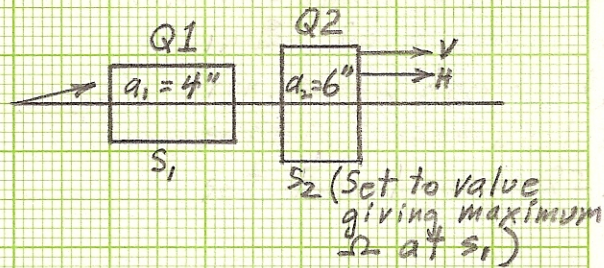 Q1
Q2
a₁ = 4"
a₂=6"
V
H
S₁
S₂ (Set to value
giving maximum
Ω at s₁)